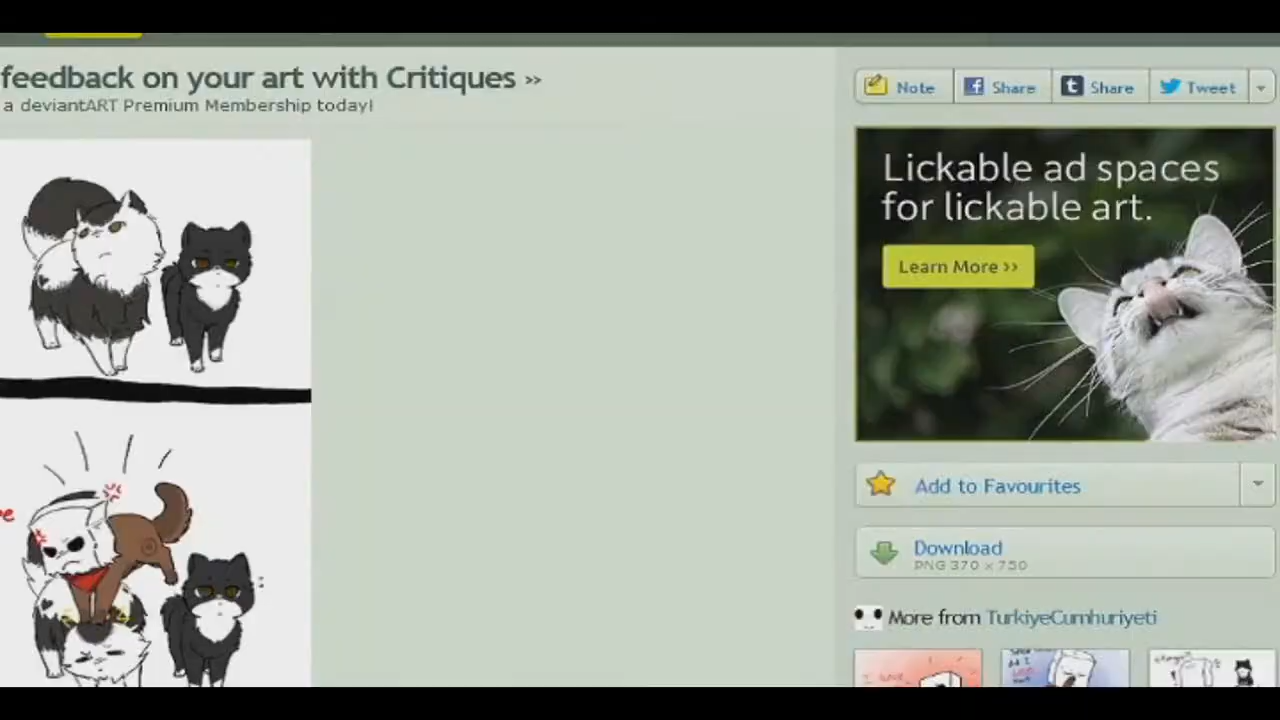 feedback on your art with Critiques »
a deviantART Premium Membership today!
Note
Share
Share
Tweet
Lickable ad spaces
for lickable art.
Learn More >>
Add to Favourites
Download
PNG 370 × 750
More from TurkiyeCumhuriyeti